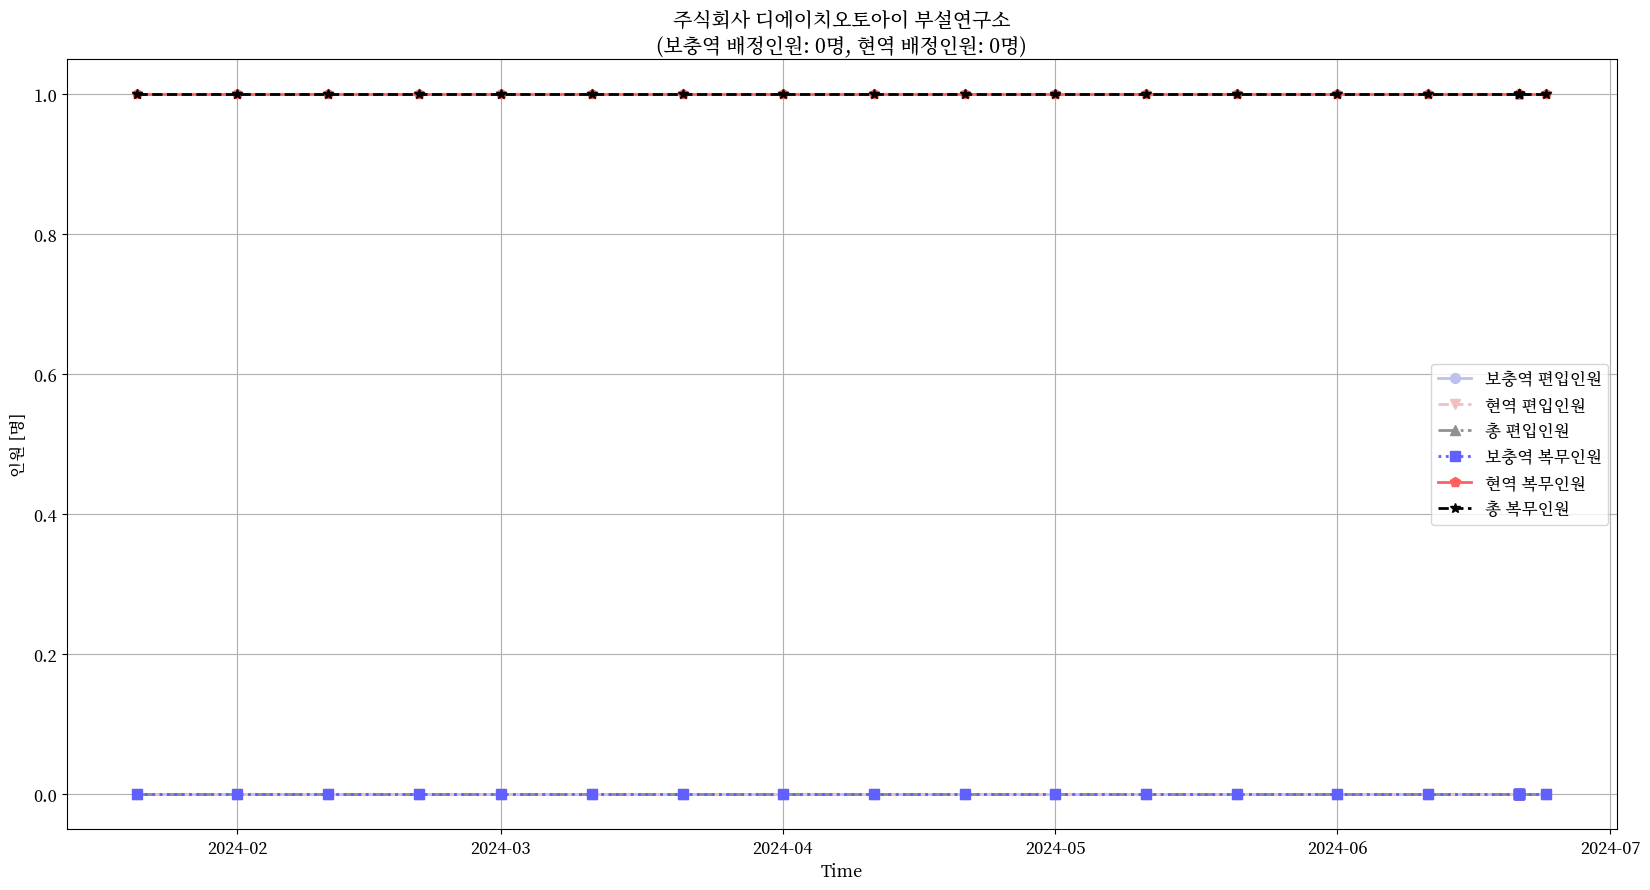 주식회사 디에이치오토아이 부설연구소
(보충역 배정인원: 0명, 현역 배정인원: 0명)
1.0
0.8
0.6
0.4
0.2
0.0
인원 [명]
보충역 편입인원
현역 편입인원
총 편입인원
보충역 복무인원
현역 복무인원
총 복무인원
2024-02
2024-03
2024-04
2024-05
2024-06
2024-07
Time